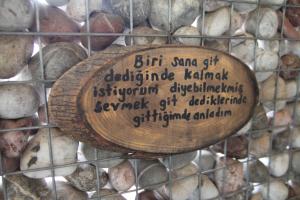 Biri sana git
dediğinde kalmak
istiyorum diyebilmekmiş
sevmek git dediklerinde
gittiğimde anladım